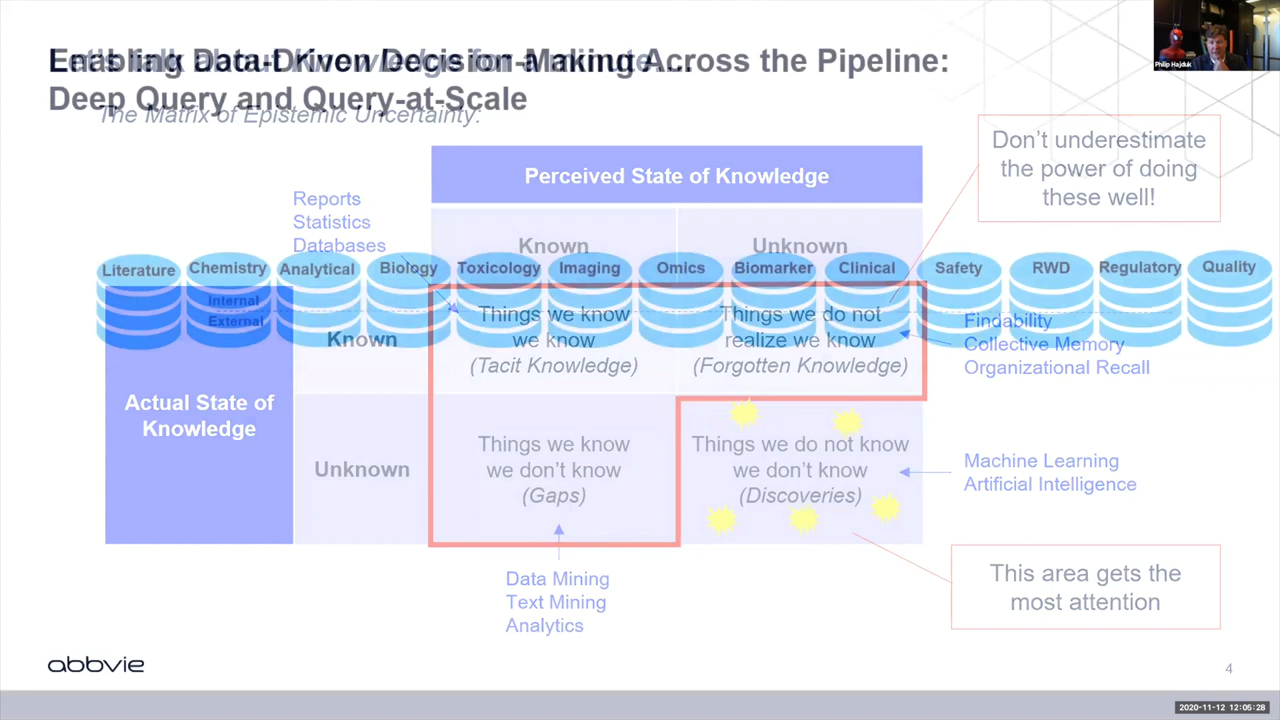 Enabling Data-Driven Decision-Making Across the Pipeline:
Deep Query and Query-at-Scale
Let's talk about Knowledge for a minute...
The Matrix of Epistemic Uncertainty:
Philip Hajduk
Don't underestimate
the power of doing
these well!
Perceived State of Knowledge
Reports
Statistics
Databases
Known
Unknown
Literature
Chemistry
Analytical
Biology
Toxicology
Imaging
Omics
Biomarker
Clinical
Safety
RWD
Regulatory
Quality
Internal
External
Known
Things we know
we know
(Tacit Knowledge)
Things we do not
realize we know
(Forgotten Knowledge)
Findability
Collective Memory
Organizational Recall
Actual State of
Knowledge
Unknown
Things we know
we don't know
(Gaps)
Things we do not know
we don't know
(Discoveries)
Machine Learning
Artificial Intelligence
Data Mining
Text Mining
Analytics
This area gets the
most attention
abbvie
4
2020-11-12 12:05:28